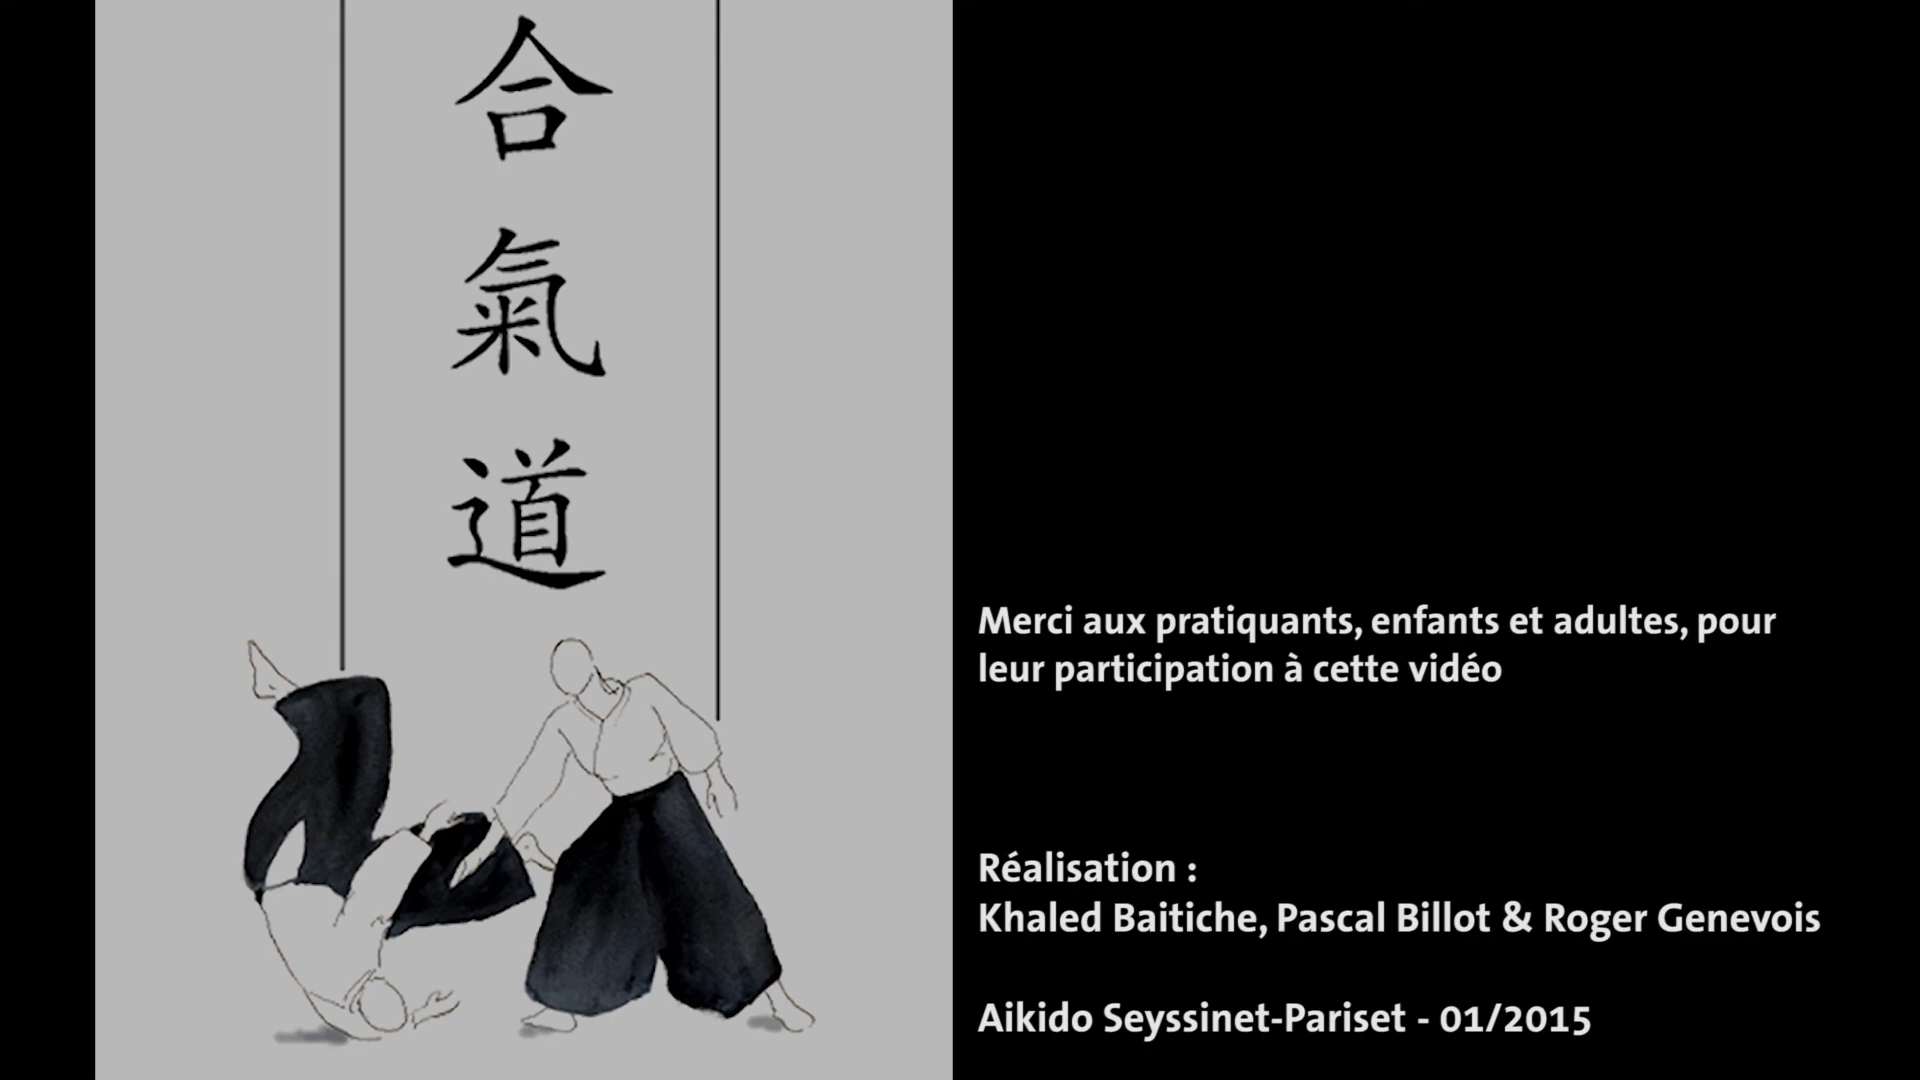 合
氣
道
Merci aux pratiquants, enfants et adultes, pour
leur participation à cette vidéo
Réalisation :
Khaled Baitiche, Pascal Billot & Roger Genevois
Aikido Seyssinet-Pariset - 01/2015